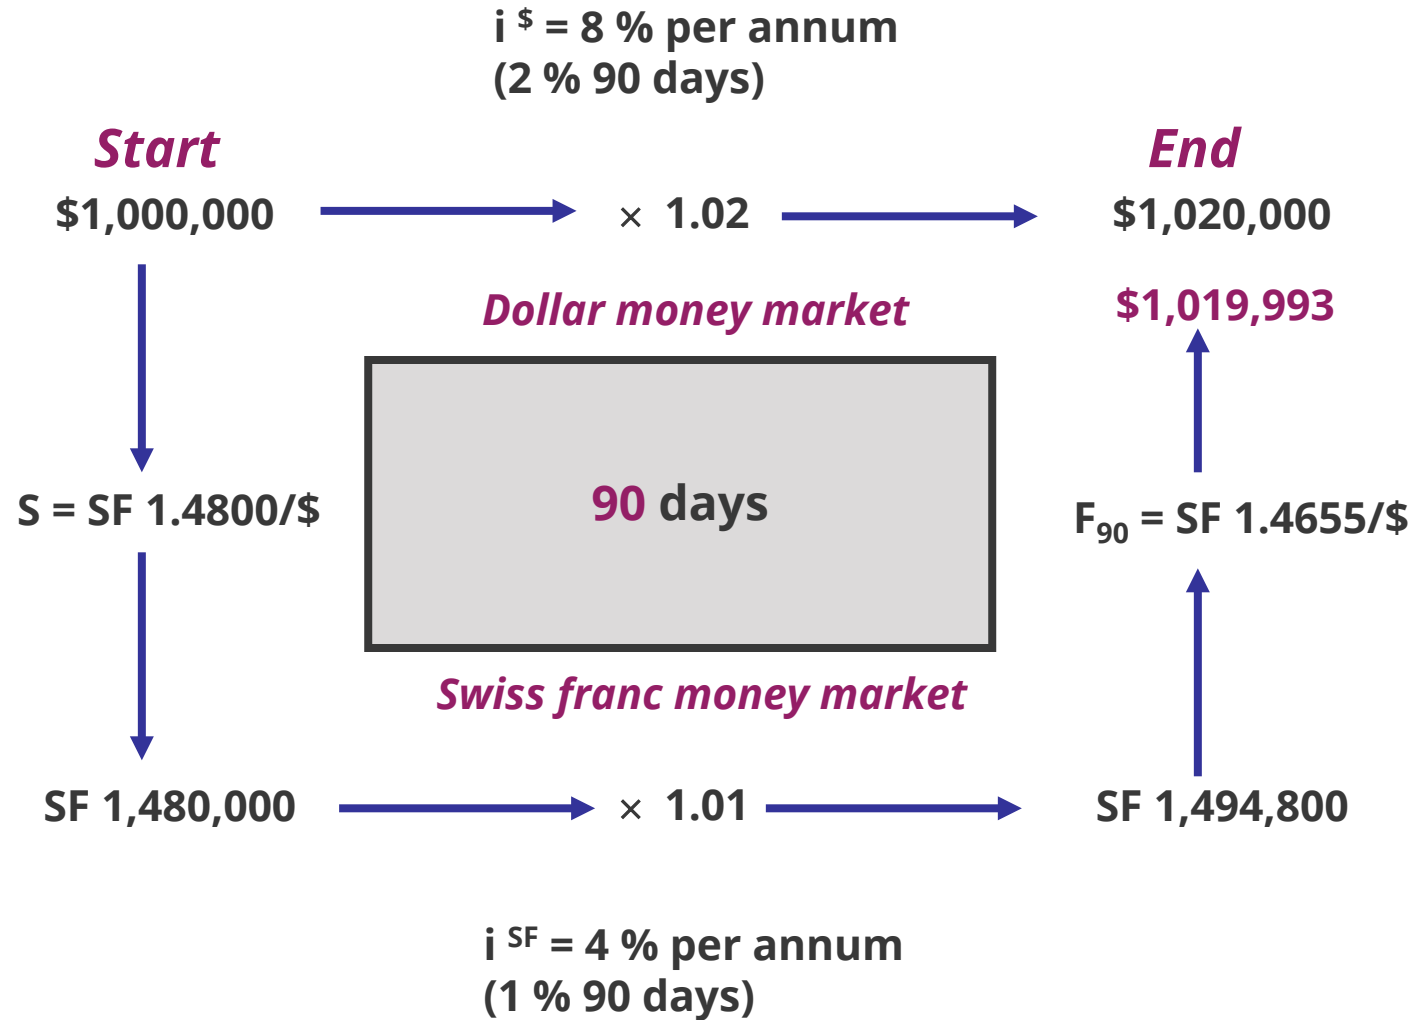 i $ = 8 % per annum
(2 % 90 days)
Start
End
$1,000,000
× 1.02
$1,020,000
Dollar money market
$1,019,993
90 days
S = SF 1.4800/$
F90 = SF 1.4655/$
Swiss franc money market
SF 1,480,000
× 1.01
SF 1,494,800
i SF = 4 % per annum
(1 % 90 days)